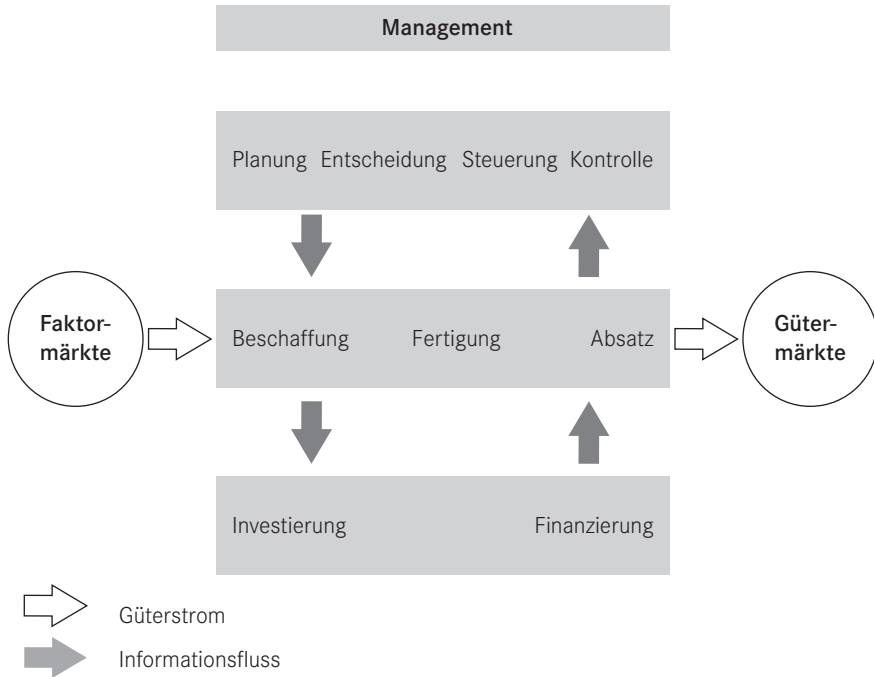 Management
Planung Entscheidung Steuerung Kontrolle
Faktor-
märkte
Beschaffung Fertigung Absatz
Güter-
märkte
Investierung Finanzierung
Güterstrom
Informationsfluss